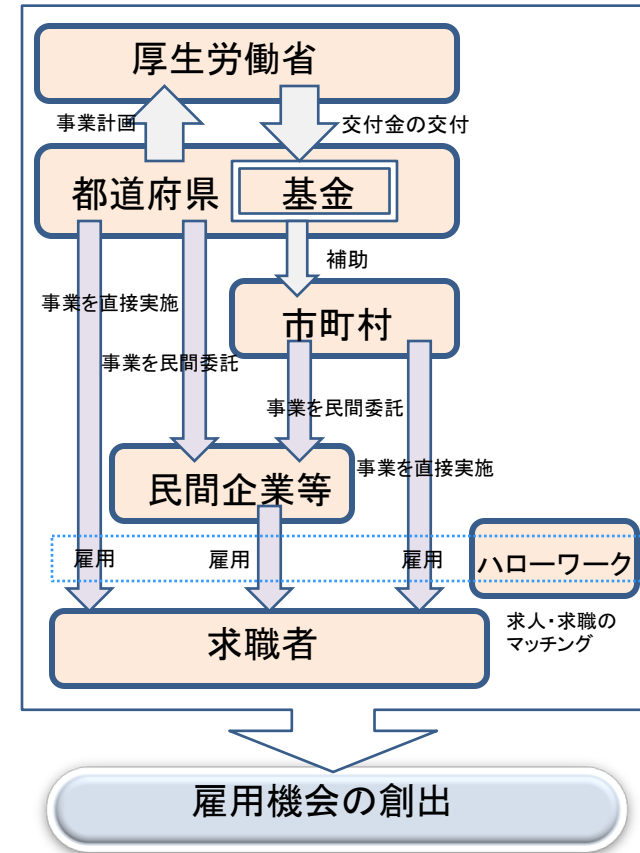 厚生労働省
事業計画
交付金の交付
都道府県
基金
補助
事業を直接実施
市町村
事業を民間委託
事業を民間委託
事業を直接実施
民間企業等
雇用
雇用
雇用
ハローワーク
求職者
求人・求職の
マッチング
雇用機会の創出